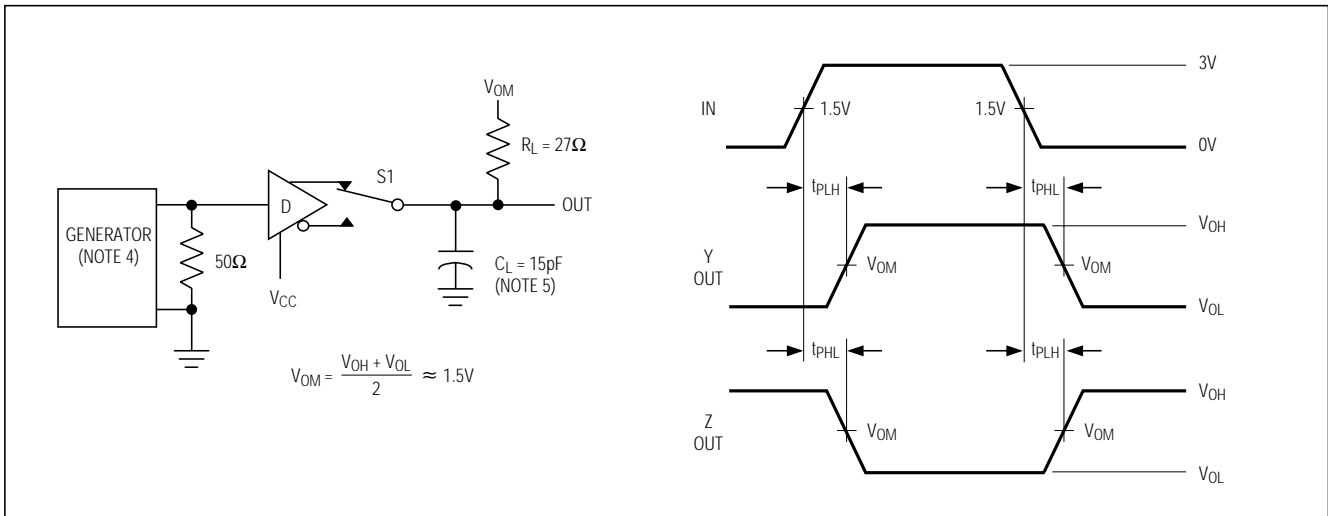 GENERATOR
(NOTE 4)
50Ω
D
V_CC
S1
V_OM
R_L = 27Ω
OUT
C_L = 15pF
(NOTE 5)
V_OM = (V_OH + V_OL) / 2 ≈ 1.5V
IN
1.5V
1.5V
3V
0V
t_PLH
t_PHL
Y
OUT
V_OM
V_OM
V_OH
V_OL
t_PHL
t_PLH
Z
OUT
V_OM
V_OM
V_OH
V_OL